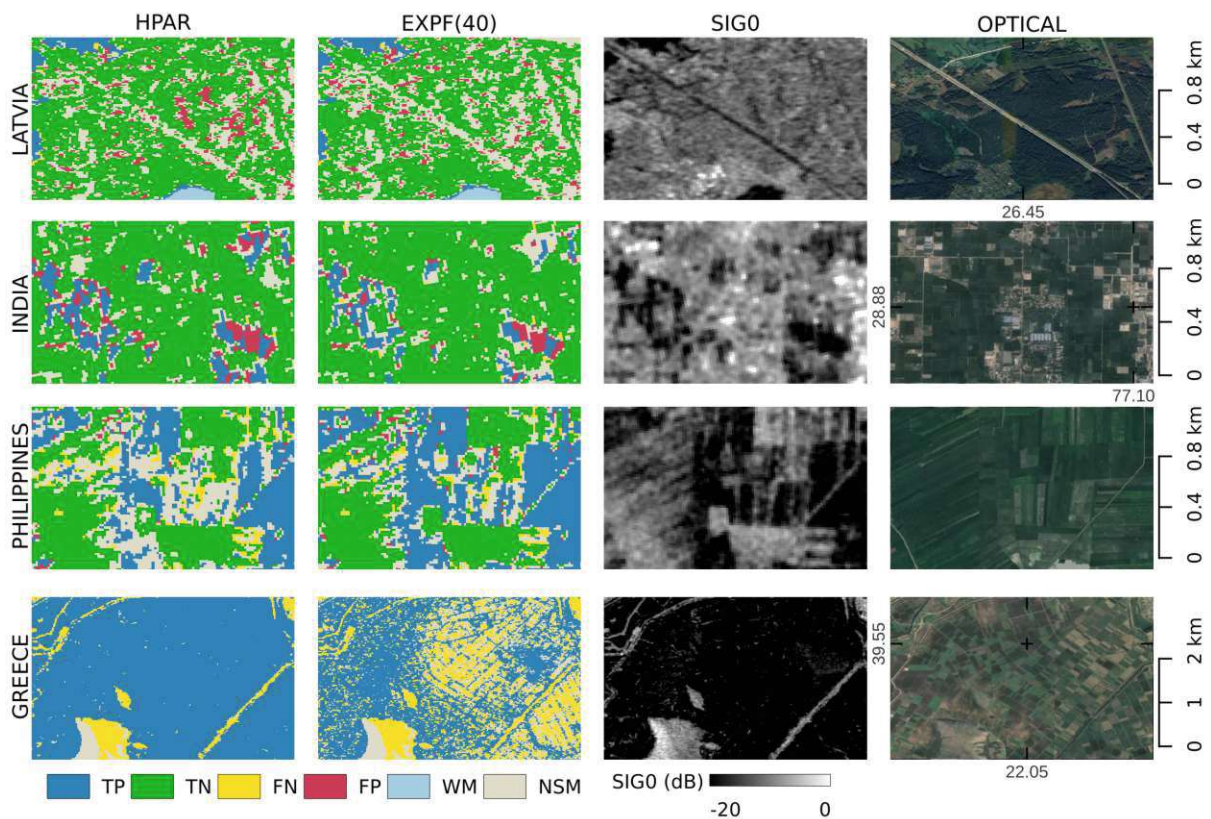 HPAR EXPF(40) SIG0 OPTICAL
LATVIA
0.8 km
0.4
0
26.45
INDIA
28.88
0.8 km
0.4
0
77.10
PHILIPPINES
0.8 km
0.4
0
GREECE
39.55
2 km
1
0
22.05
TP TN FN FP WM NSM SIG0 (dB)
-20 0